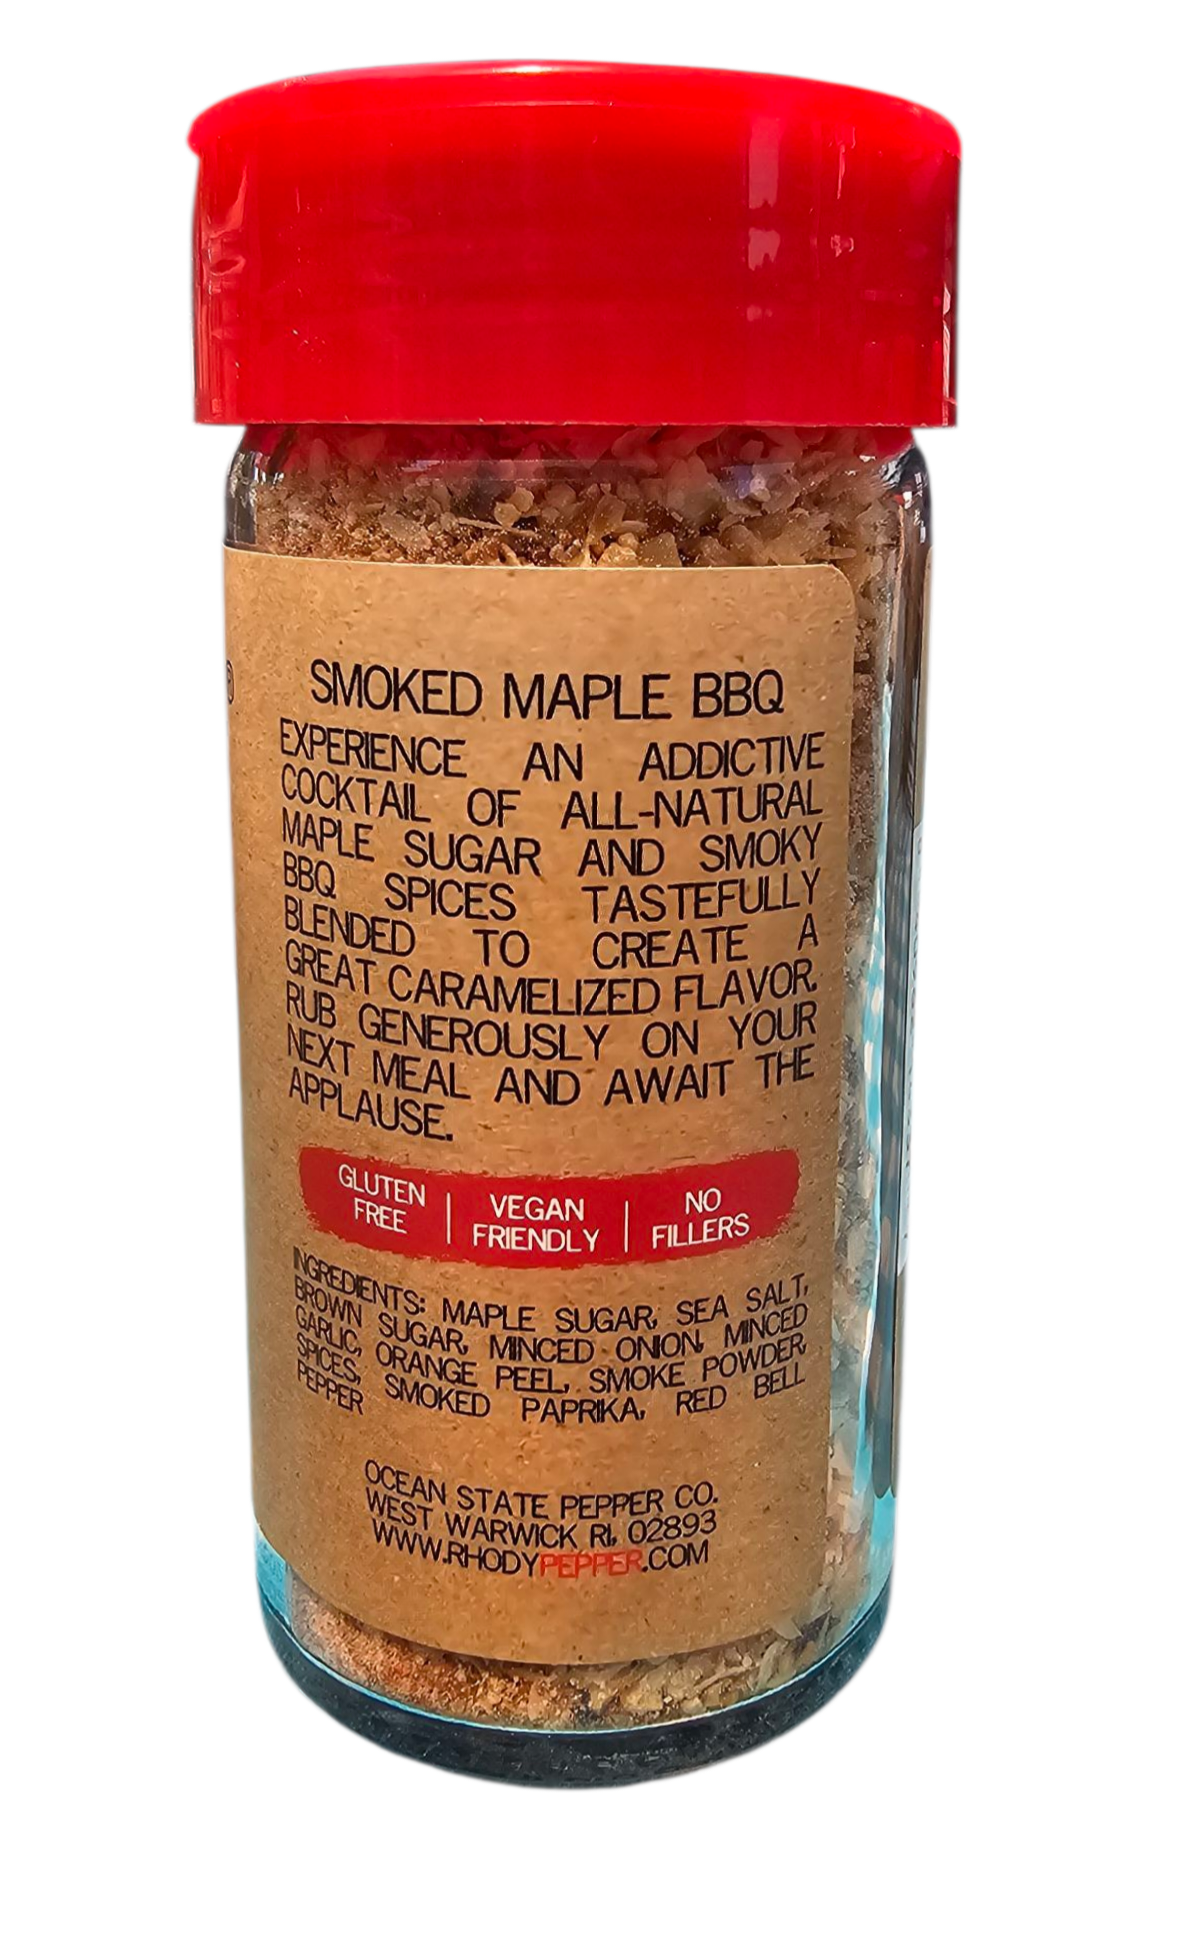 ®
SMOKED MAPLE BBQ
EXPERIENCE AN ADDICTIVE
COCKTAIL OF ALL-NATURAL
MAPLE SUGAR AND SMOKY
BBQ SPICES TASTEFULLY
BLENDED TO CREATE A
GREAT CARAMELIZED FLAVOR.
RUB GENEROUSLY ON YOUR
NEXT MEAL AND AWAIT THE
APPLAUSE.
GLUTEN
FREE
VEGAN
FRIENDLY
NO
FILLERS
INGREDIENTS: MAPLE SUGAR, SEA SALT,
BROWN SUGAR, MINCED ONION, MINCED
GARLIC, ORANGE PEEL, SMOKE POWDER,
SPICES, SMOKED PAPRIKA, RED BELL
PEPPER
OCEAN STATE PEPPER CO.
WEST WARWICK RI, 02893
WWW.RHODYPEPPER.COM